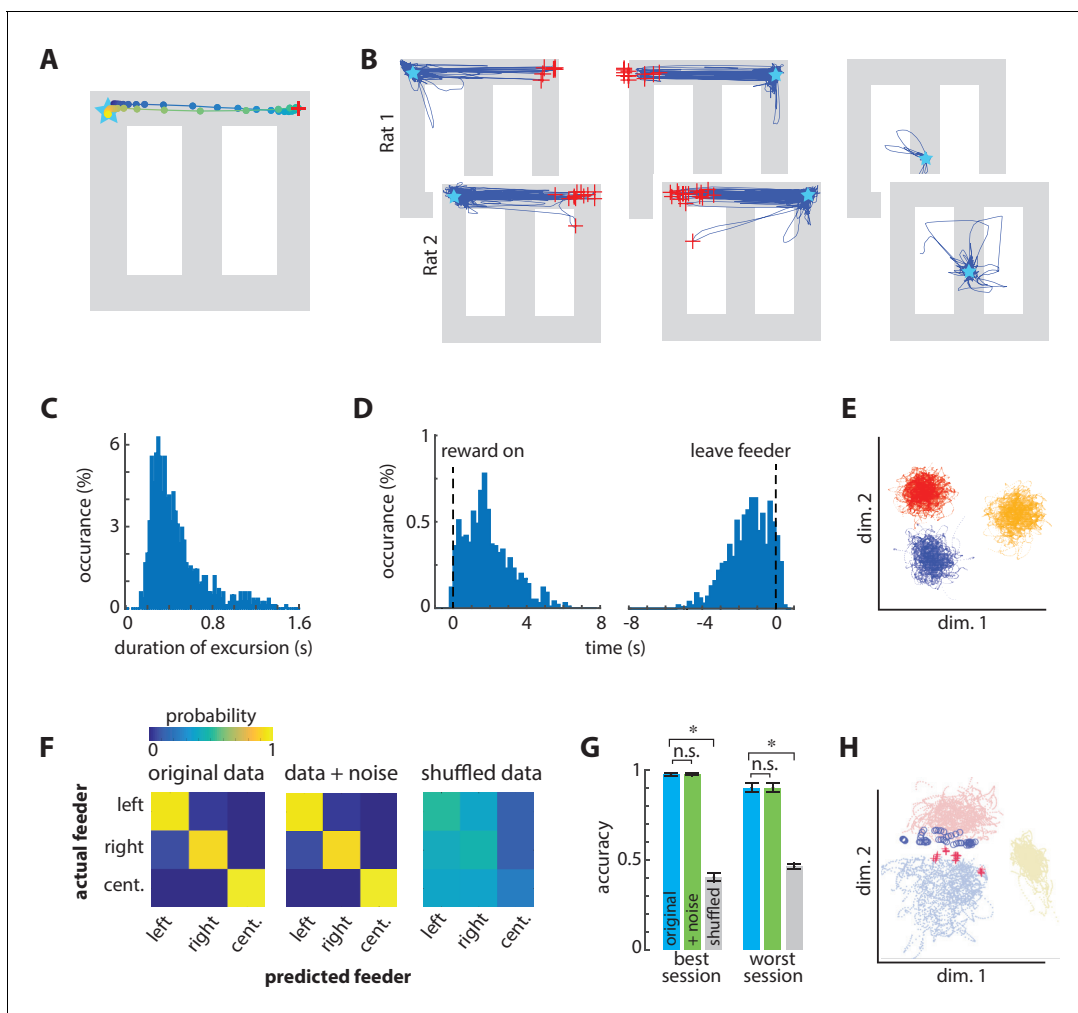 A
B
Rat 1
Rat 2
C
6
3
0
occurance (%)
0
0.8
1.6
duration of excursion (s)
D
1
0.5
0
occurance (%)
reward on
leave feeder
0
4
8
-8
-4
0
time (s)
E
dim. 2
dim. 1
F
probability
0
1
original data
data + noise
shuffled data
actual feeder
left
right
cent.
left
right
cent.
left
right
cent.
left
right
cent.
predicted feeder
G
*
n.s.
*
n.s.
1
0.5
0
accuracy
original
+ noise
shuffled
best
session
worst
session
H
dim. 2
dim. 1